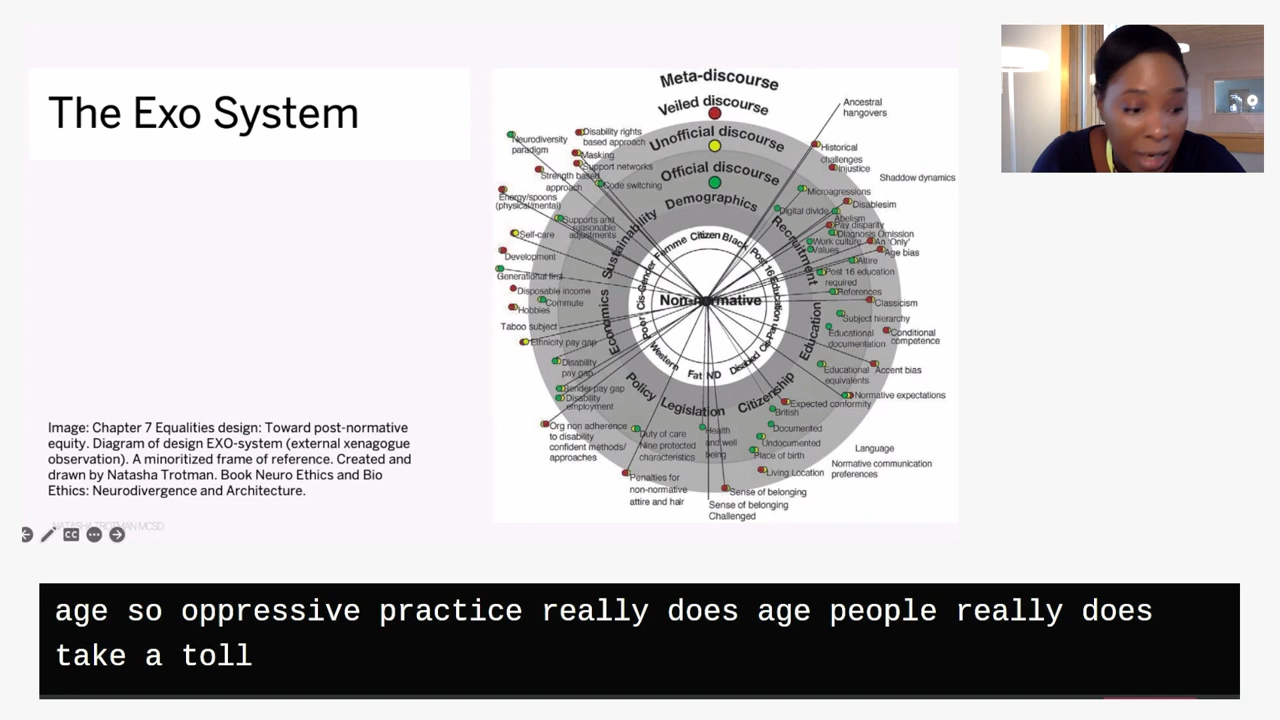 The Exo System
Image: Chapter 7 Equalities design: Toward post-normative
equity. Diagram of design EXO-system (external xenagogue
observation). A minoritized frame of reference. Created and
drawn by Natasha Trotman. Book Neuro Ethics and Bio
Ethics: Neurodivergence and Architecture.
NATASHA TROTMAN MCSD
CC
Meta-discourse
Veiled discourse
Unofficial discourse
Official discourse
Demographics
Sustainability
Recruitment
Education
Citizenship
Legislation
Policy
Economics
Non-normative
Femme
Citizen
Black
Post 16 Education
Disabled
ND
Fat
Western
Poor
Cis-Gender
Neurodiversity
paradigm
Disability rights
based approach
Masking
Support networks
Strength based
approach
Code switching
Energy/spoons
(physical/mental)
Supports and
reasonable
adjustments
Self-care
Development
Generational first
Disposable income
Commute
Hobbies
Taboo subject
Ethnicity pay gap
Disability
pay gap
Gender pay gap
Disability
employment
Org non adherence
to disability
confident methods/
approaches
Duty of care
Nine protected
characteristics
Penalties for
non-normative
attire and hair
Health
and well
being
Sense of belonging
Sense of belonging
Challenged
Ancestral
hangovers
Historical
challenges
Injustice
Shaddow dynamics
Microagressions
Disablesim
Digital divide
Abelism
Pay disparity
Diagnosis Omission
Work culture
An 'Only'
Values
Age bias
Attire
Post 16 education
required
References
Classicism
Subject hierarchy
Conditional
competence
Educational
documentation
Accent bias
Educational
equivalents
Normative expectations
Expected conformity
British
Documented
Undocumented
Place of birth
Living Location
Language
Normative communication
preferences
age so oppressive practice really does age people really does
take a toll